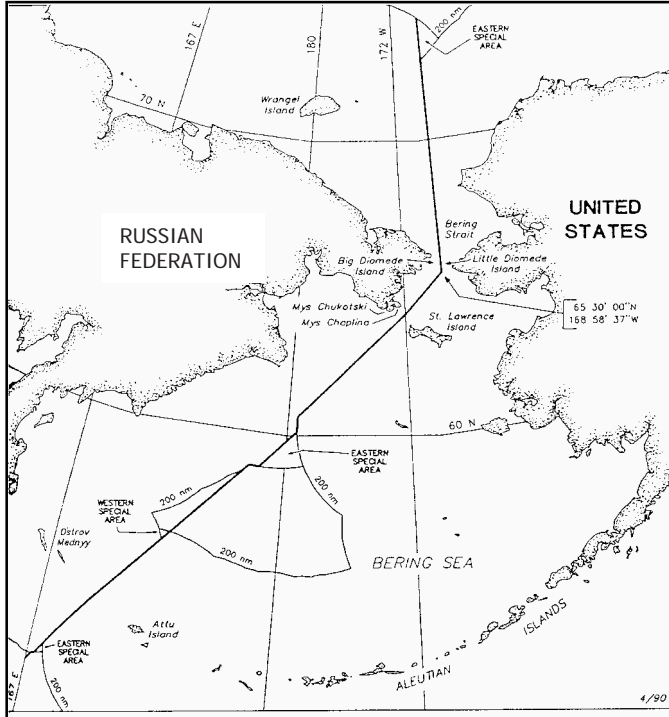 167 E
180
172 W
200 nm
EASTERN
SPECIAL
AREA
70 N
Wrangel
Island
UNITED
STATES
RUSSIAN
FEDERATION
Bering
Strait
Big Diomede
Island
Little Diomede
Island
65 30' 00"N
168 58' 37"W
Mys Chukotski
Mys Chaplina
St. Lawrence
Island
60 N
EASTERN
SPECIAL
AREA
200 nm
200 nm
WESTERN
SPECIAL
AREA
200 nm
Ostrov
Mednyy
BERING SEA
Attu
Island
EASTERN
SPECIAL
AREA
167 E
200 nm
ALEUTIAN
ISLANDS
4/90